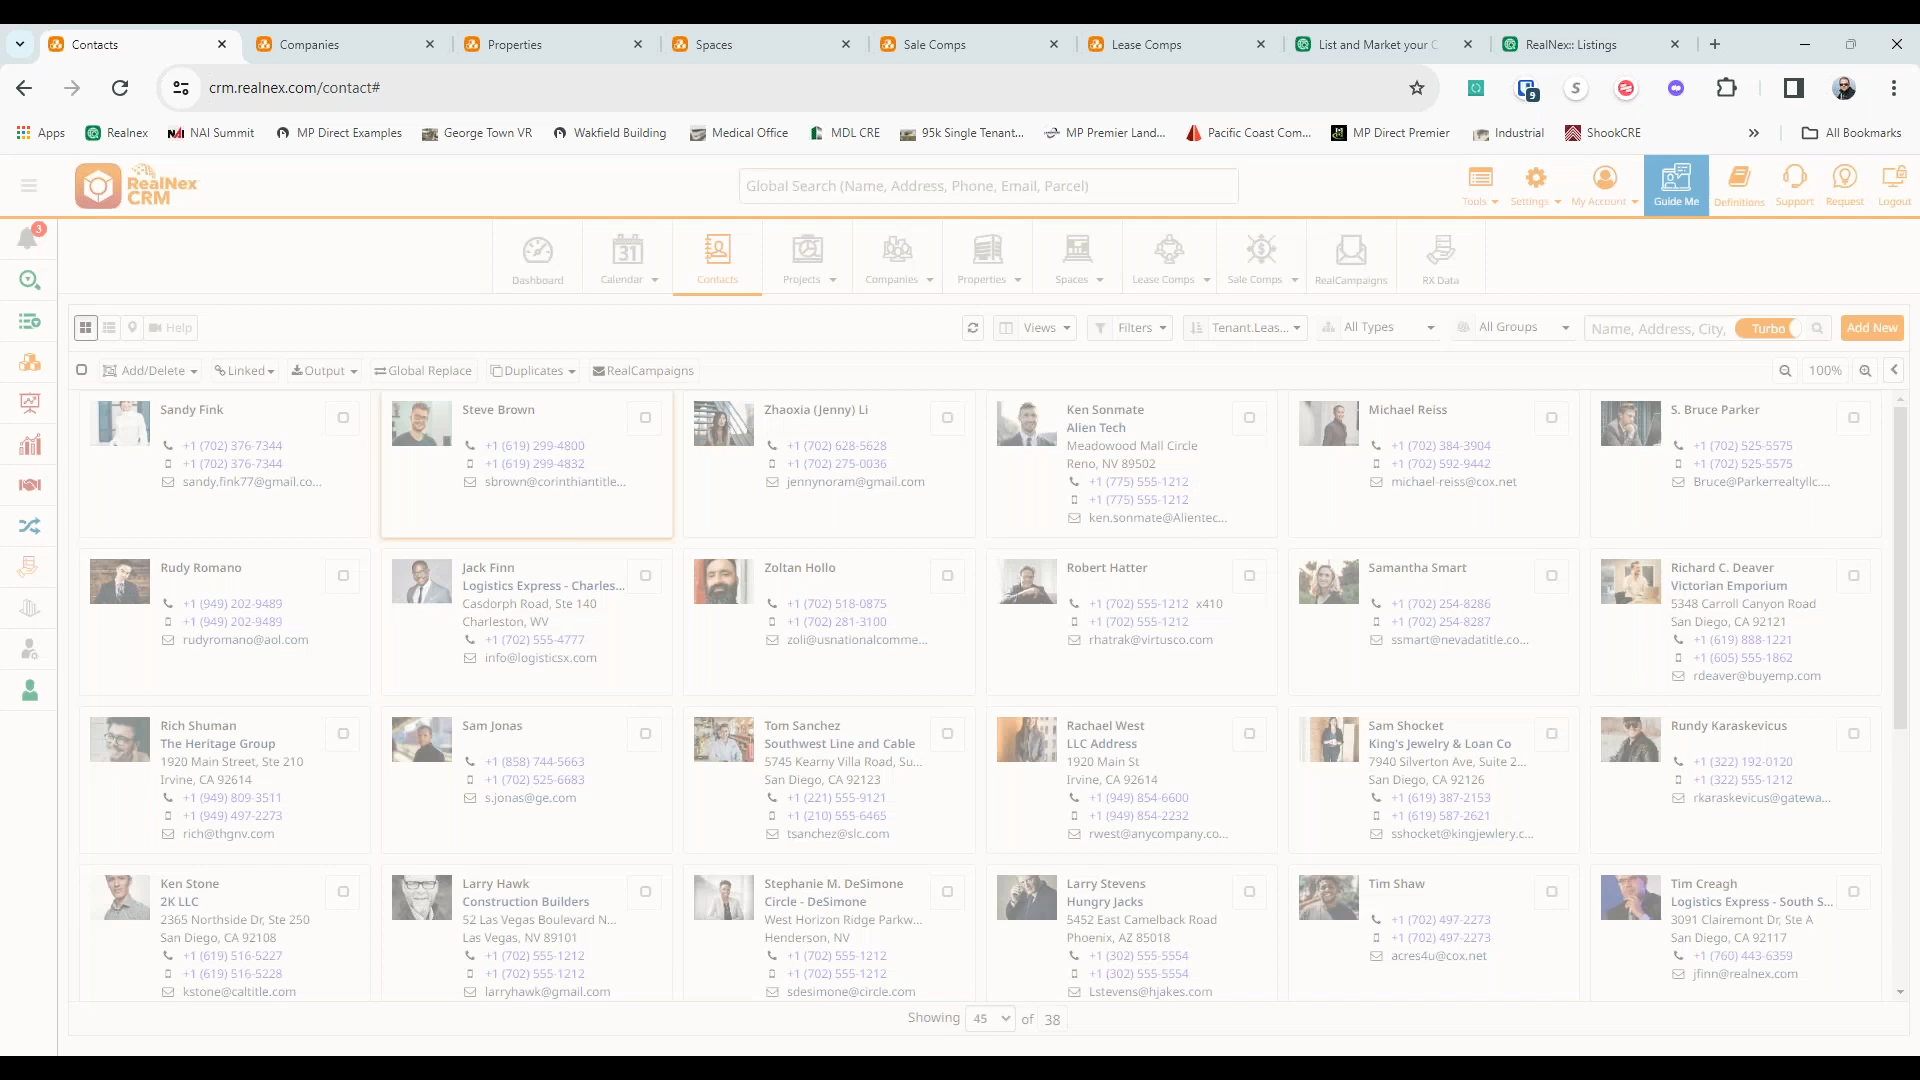 Contacts
Companies
Properties
Spaces
Sale Comps
Lease Comps
List and Market your C
RealNex:: Listings
crm.realnex.com/contact#
S
9
Apps
Realnex
NAI Summit
MP Direct Examples
George Town VR
Wakfield Building
Medical Office
MDL CRE
95k Single Tenant...
MP Premier Land...
Pacific Coast Com...
MP Direct Premier
Industrial
ShookCRE
All Bookmarks
RealNex
CRM
Global Search (Name, Address, Phone, Email, Parcel)
Tools
Settings
My Account
Guide Me
Definitions
Support
Request
Logout
3
Dashboard
31
Calendar
Contacts
Projects
Companies
Properties
Spaces
Lease Comps
Sale Comps
RealCampaigns
RX Data
Help
Views
Filters
Tenant.Leas...
All Types
All Groups
Name, Address, City,
Turbo
Add New
Add/Delete
Linked
Output
Global Replace
Duplicates
RealCampaigns
100%
Sandy Fink
+1 (702) 376-7344
+1 (702) 376-7344
sandy.fink77@gmail.co...
Steve Brown
+1 (619) 299-4800
+1 (619) 299-4832
sbrown@corinthiantitle...
Zhaoxia (Jenny) Li
+1 (702) 628-5628
+1 (702) 275-0036
jennynoram@gmail.com
Ken Sonmate
Alien Tech
Meadowood Mall Circle
Reno, NV 89502
+1 (775) 555-1212
+1 (775) 555-1212
ken.sonmate@Alientec...
Michael Reiss
+1 (702) 384-3904
+1 (702) 592-9442
michael-reiss@cox.net
S. Bruce Parker
+1 (702) 525-5575
+1 (702) 525-5575
Bruce@Parkerrealtyllc....
Rudy Romano
+1 (949) 202-9489
+1 (949) 202-9489
rudyromano@aol.com
Jack Finn
Logistics Express - Charles...
Casdorph Road, Ste 140
Charleston, WV
+1 (702) 555-4777
info@logisticsx.com
Zoltan Hollo
+1 (702) 518-0875
+1 (702) 281-3100
zoli@usnationalcomme...
Robert Hatter
+1 (702) 555-1212 x410
+1 (702) 555-1212
rhatrak@virtusco.com
Samantha Smart
+1 (702) 254-8286
+1 (702) 254-8287
ssmart@nevadatitle.co...
Richard C. Deaver
Victorian Emporium
5348 Carroll Canyon Road
San Diego, CA 92121
+1 (619) 888-1221
+1 (605) 555-1862
rdeaver@buyemp.com
Rich Shuman
The Heritage Group
1920 Main Street, Ste 210
Irvine, CA 92614
+1 (949) 809-3511
+1 (949) 497-2273
rich@thgnv.com
Sam Jonas
+1 (858) 744-5663
+1 (702) 525-6683
s.jonas@ge.com
Tom Sanchez
Southwest Line and Cable
5745 Kearny Villa Road, Su...
San Diego, CA 92123
+1 (221) 555-9121
+1 (210) 555-6465
tsanchez@slc.com
Rachael West
LLC Address
1920 Main St
Irvine, CA 92614
+1 (949) 854-6600
+1 (949) 854-2232
rwest@anycompany.co...
Sam Shocket
King's Jewelry & Loan Co
7940 Silverton Ave, Suite 2...
San Diego, CA 92126
+1 (619) 387-2153
+1 (619) 587-2621
sshocket@kingjewlery.c...
Rundy Karaskevicus
+1 (322) 192-0120
+1 (322) 555-1212
rkaraskevicus@gatewa...
Ken Stone
2K LLC
2365 Northside Dr, Ste 250
San Diego, CA 92108
+1 (619) 516-5227
+1 (619) 516-5228
kstone@caltitle.com
Larry Hawk
Construction Builders
52 Las Vegas Boulevard N...
Las Vegas, NV 89101
+1 (702) 555-1212
+1 (702) 555-1212
larryhawk@gmail.com
Stephanie M. DeSimone
Circle - DeSimone
West Horizon Ridge Parkw...
Henderson, NV
+1 (702) 555-1212
+1 (702) 555-1212
sdesimone@circle.com
Larry Stevens
Hungry Jacks
5452 East Camelback Road
Phoenix, AZ 85018
+1 (302) 555-5554
+1 (302) 555-5554
Lstevens@hjakes.com
Tim Shaw
+1 (702) 497-2273
+1 (702) 497-2273
acres4u@cox.net
Tim Creagh
Logistics Express - South S...
3091 Clairemont Dr, Ste A
San Diego, CA 92117
+1 (760) 443-6359
jfinn@realnex.com
Showing 45 of 38